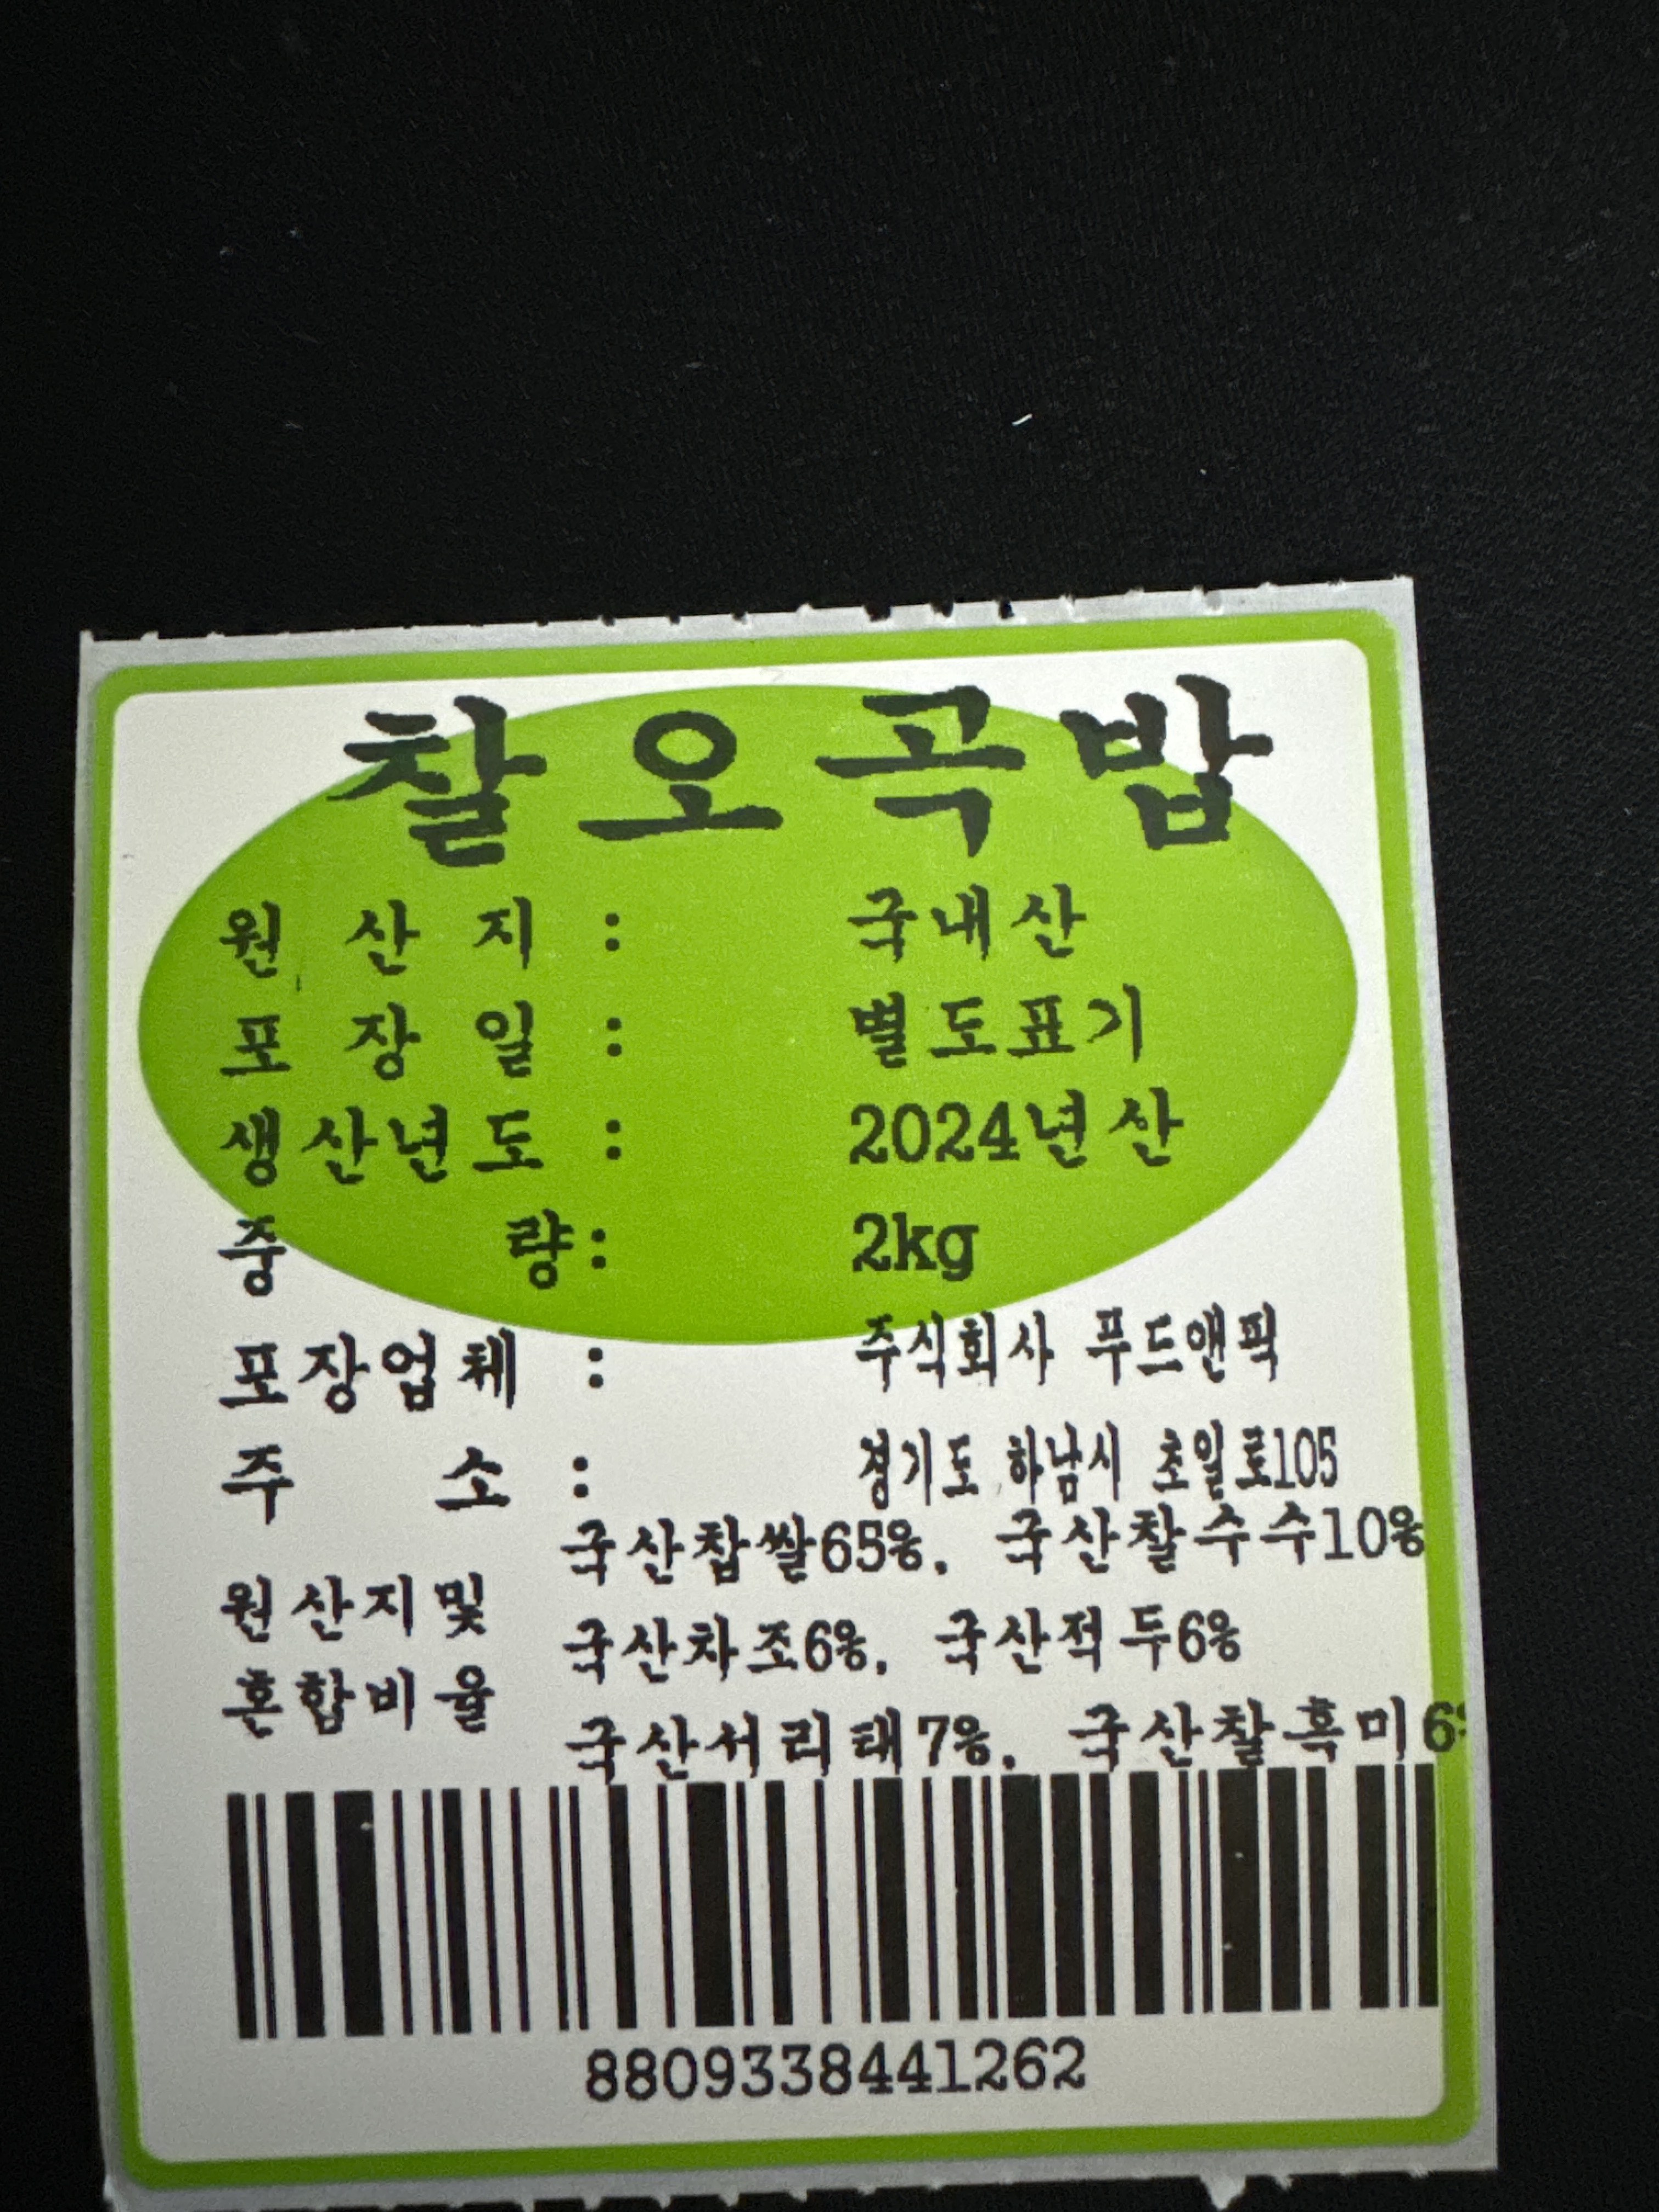 찰오곡밥
원 산 지 : 국내산
포 장 일 : 별도표기
생산년도 : 2024년산
중 량: 2kg
포장업체 : 주식회사 푸드앤픽
주 소 : 경기도 하남시 초일로105
국산찹쌀65%, 국산찰수수10%
원산지및
국산차조6%, 국산적두6%
혼합비율
국산서리태7%, 국산찰흑미6%
8809338441262